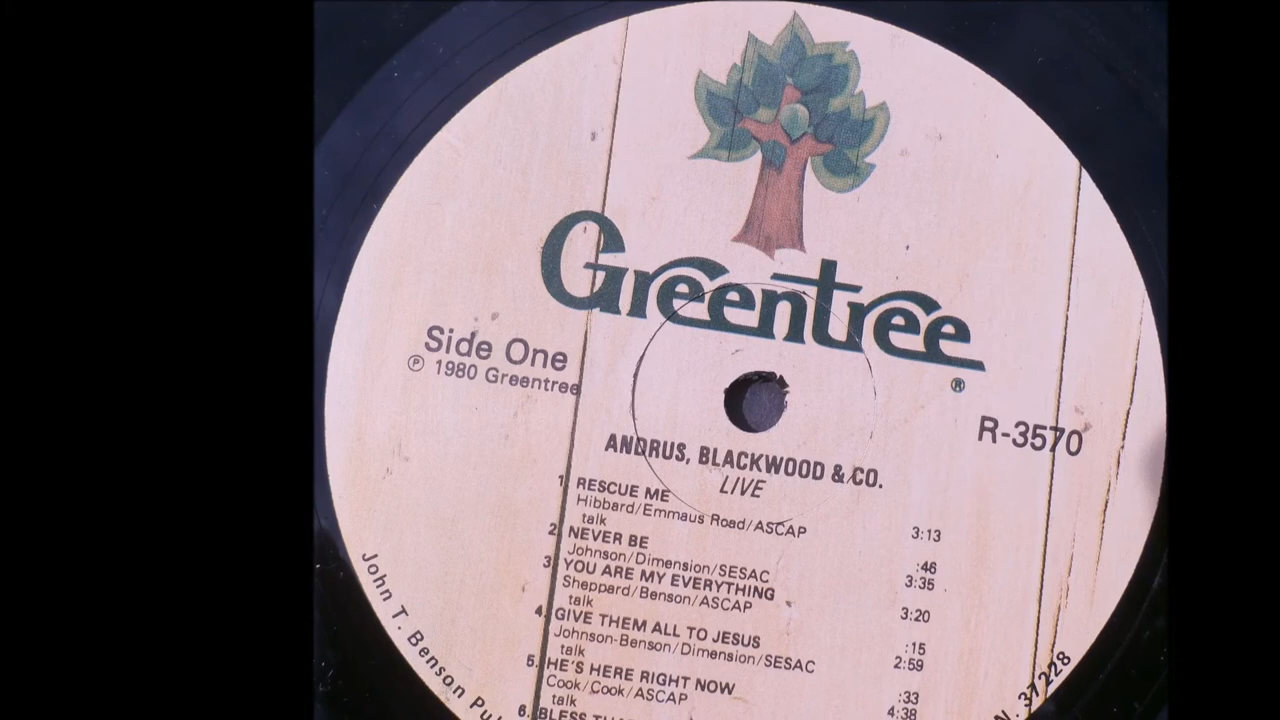 Greentree
®
Side One
℗ 1980 Greentree
R-3570
ANDRUS, BLACKWOOD & CO.
LIVE
1. RESCUE ME
Hibbard/Emmaus Road/ASCAP 3:13
talk :46
2. NEVER BE
Johnson/Dimension/SESAC 3:35
3. YOU ARE MY EVERYTHING
Sheppard/Benson/ASCAP 3:20
talk :15
4. GIVE THEM ALL TO JESUS
Johnson-Benson/Dimension/SESAC 2:59
talk :33
5. HE'S HERE RIGHT NOW
Cook/Cook/ASCAP 4:38
talk
6. BLESS
John T. Benson
N. 37228